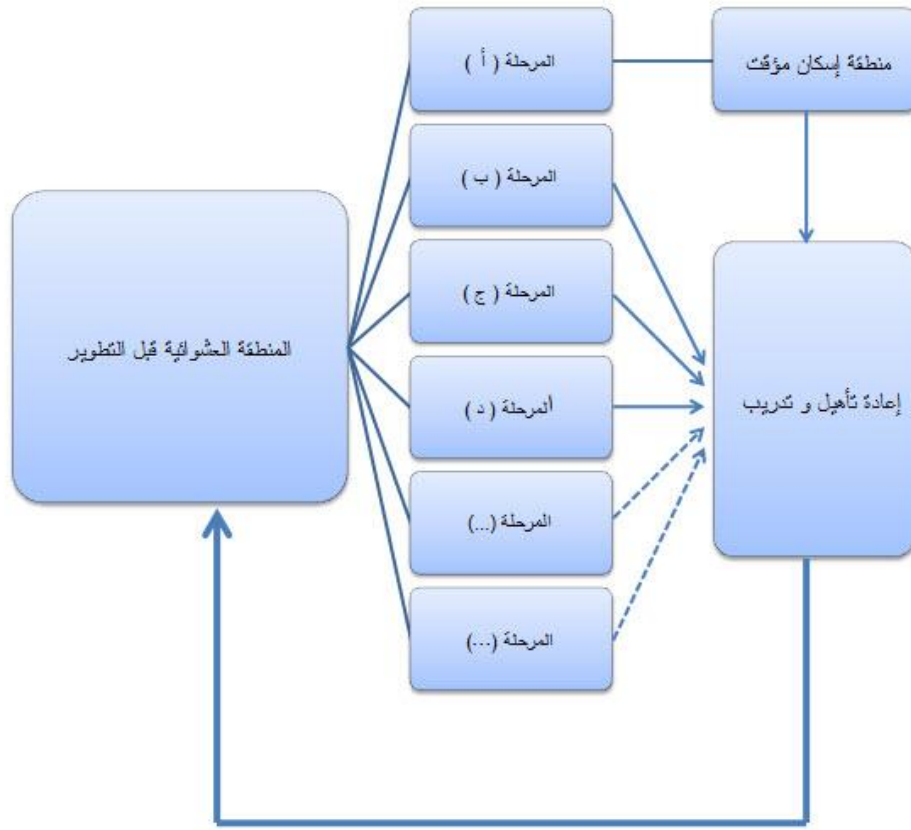 المرحلة ( أ )
منطقة إسكان مؤقت
المرحلة ( ب )
المرحلة ( ج )
المنطقة العشوائية قبل التطوير
ألمرحلة ( د )
إعادة تأهيل و تدريب
المرحلة (...)
المرحلة (...)